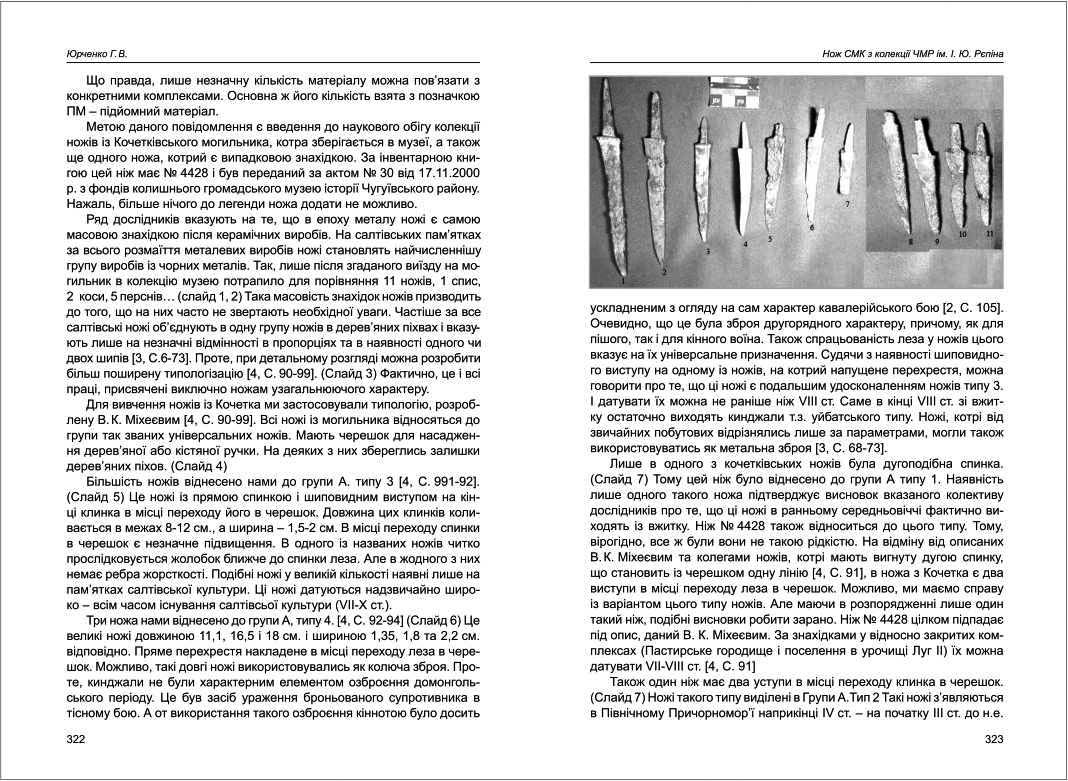 Юрченко Г. В.
Що правда, лише незначну кількість матеріалу можна пов’язати з
конкретними комплексами. Основна ж його кількість взята з позначкою
ПМ – підйомний матеріал.
Метою даного повідомлення є введення до наукового обігу колекції
ножів із Кочетківського могильника, котра зберігається в музеї, а також
ще одного ножа, котрий є випадковою знахідкою. За інвентарною кни-
гою цей ніж має № 4428 і був переданий за актом № 30 від 17.11.2000
р. з фондів колишнього громадського музею історії Чугуївського району.
Нажаль, більше нічого до легенди ножа додати не можливо.
Ряд дослідників вказують на те, що в епоху металу ножі є самою
масовою знахідкою після керамічних виробів. На салтівських пам’ятках
за всього розмаїття металевих виробів ножі становлять найчисленнішу
групу виробів із чорних металів. Так, лише після згаданого виїзду на мо-
гильник в колекцію музею потрапило для порівняння 11 ножів, 1 спис,
2 коси, 5 перснів… (слайд 1, 2) Така масовість знахідок ножів призводить
до того, що на них часто не звертають необхідної уваги. Частіше за все
салтівські ножі об’єднують в одну групу ножів в дерев’яних піхвах і вказу-
ють лише на незначні відмінності в пропорціях та в наявності одного чи
двох шипів [3, С.6-73]. Проте, при детальному розгляді можна розробити
більш поширену типологізацію [4, С. 90-99]. (Слайд 3) Фактично, це і всі
праці, присвячені виключно ножам узагальнюючого характеру.
Для вивчення ножів із Кочетка ми застосовували типологію, розроб-
лену В. К. Міхеєвим [4, С. 90-99]. Всі ножі із могильника відносяться до
групи так званих універсальних ножів. Мають черешок для насаджен-
ня дерев’яної або кістяної ручки. На деяких з них збереглись залишки
дерев’яних піхов. (Слайд 4)
Більшість ножів віднесено нами до групи А. типу 3 [4, С. 991-92].
(Слайд 5) Це ножі із прямою спинкою і шиповидним виступом на кін-
ці клинка в місці переходу його в черешок. Довжина цих клинків коли-
вається в межах 8-12 см., а ширина – 1,5-2 см. В місці переходу спинки
в черешок є незначне підвищення. В одного із названих ножів читко
прослідковується жолобок ближче до спинки леза. Але в жодного з них
немає ребра жорсткості. Подібні ножі у великій кількості наявні лише на
пам’ятках салтівської культури. Ці ножі датуються надзвичайно широ-
ко – всім часом існування салтівсьої культури (VII-X ст.).
Три ножа нами віднесено до групи А, типу 4. [4, С. 92-94] (Слайд 6) Це
великі ножі довжиною 11,1, 16,5 і 18 см. і шириною 1,35, 1,8 та 2,2 см.
відповідно. Пряме перехрестя накладене в місці переходу леза в чере-
шок. Можливо, такі довгі ножі використовувались як колюча зброя. Про-
те, кинджали не були характерним елементом озброєння домонголь-
ського періоду. Це був засіб ураження броньованого супротивника в
тісному бою. А от використання такого озброєння кіннотою було досить
322
Нож СМК з колекції ЧМР ім. І. Ю. Рєпіна
1
2
3
4
5
6
7
8
9
10
11
ускладненим з огляду на сам характер кавалерійського бою [2, С. 105].
Очевидно, що це була зброя другорядного характеру, причому, як для
пішого, так і для кінного воїна. Також спрацьованість леза у ножів цього
вказує на їх універсальне призначення. Судячи з наявності шиповидно-
го виступу на одному із ножів, на котрий напущене перехрестя, можна
говорити про те, що ці ножі є подальшим удосконаленням ножів типу 3.
І датувати їх можна не раніше ніж VIII ст. Саме в кінці VIII ст. зі вжит-
ку остаточно виходять кинджали т.з. уйбатського типу. Ножі, котрі від
звичайних побутових відрізнялись лише за параметрами, могли також
використовуватись як метальна зброя [3, С. 68-73].
Лише в одного з кочетківських ножів була дугоподібна спинка.
(Слайд 7) Тому цей ніж було віднесено до групи А типу 1. Наявність
лише одного такого ножа підтверджує висновок вказаного колективу
дослідників про те, що ці ножі в ранньому середньовіччі фактично ви-
ходять із вжитку. Ніж № 4428 також відноситься до цього типу. Тому,
вірогідно, все ж були вони не такою рідкістю. На відміну від описаних
В. К. Міхеєвим та колегами ножів, котрі мають вигнуту дугою спинку,
що становить із черешком одну лінію [4, С. 91], в ножа з Кочетка є два
виступи в місці переходу леза в черешок. Можливо, ми маємо справу
із варіантом цього типу ножів. Але маючи в розпорядженні лише один
такий ніж, подібні висновки робити зарано. Ніж № 4428 цілком підпадає
під опис, даний В. К. Міхеєвим. За знахідками у відносно закритих ком-
плексах (Пастирське городище і поселення в урочищі Луг II) їх можна
датувати VII-VIII ст. [4, С. 91]
Також один ніж має два уступи в місці переходу клинка в черешок.
(Слайд 7) Ножі такого типу виділені в Групи А.Тип 2 Такі ножі з’являються
в Північному Причорномор’ї наприкінці IV ст. – на початку III ст. до н.е.
323